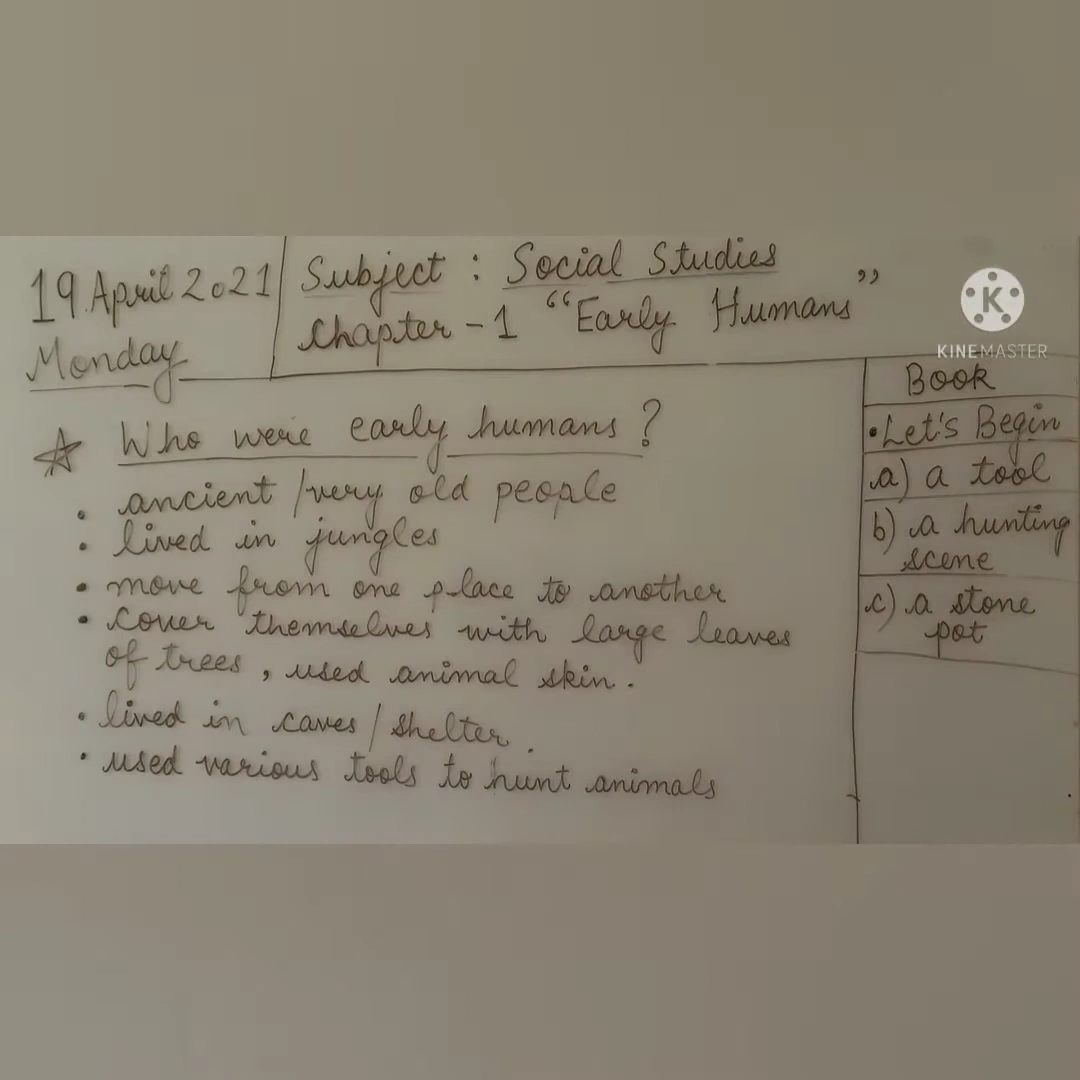 19.April 2021
Monday
Subject : Social Studies
Chapter - 1 "Early Humans"
KINEMASTER
Who were early humans ?
• ancient / very old people
• lived in jungles
• move from one place to another
• cover themselves with large leaves
of trees , used animal skin .
• lived in caves / shelter .
• used various tools to hunt animals
Book
• Let's Begin
a) a tool
b) a hunting
scene
c) a stone
pot